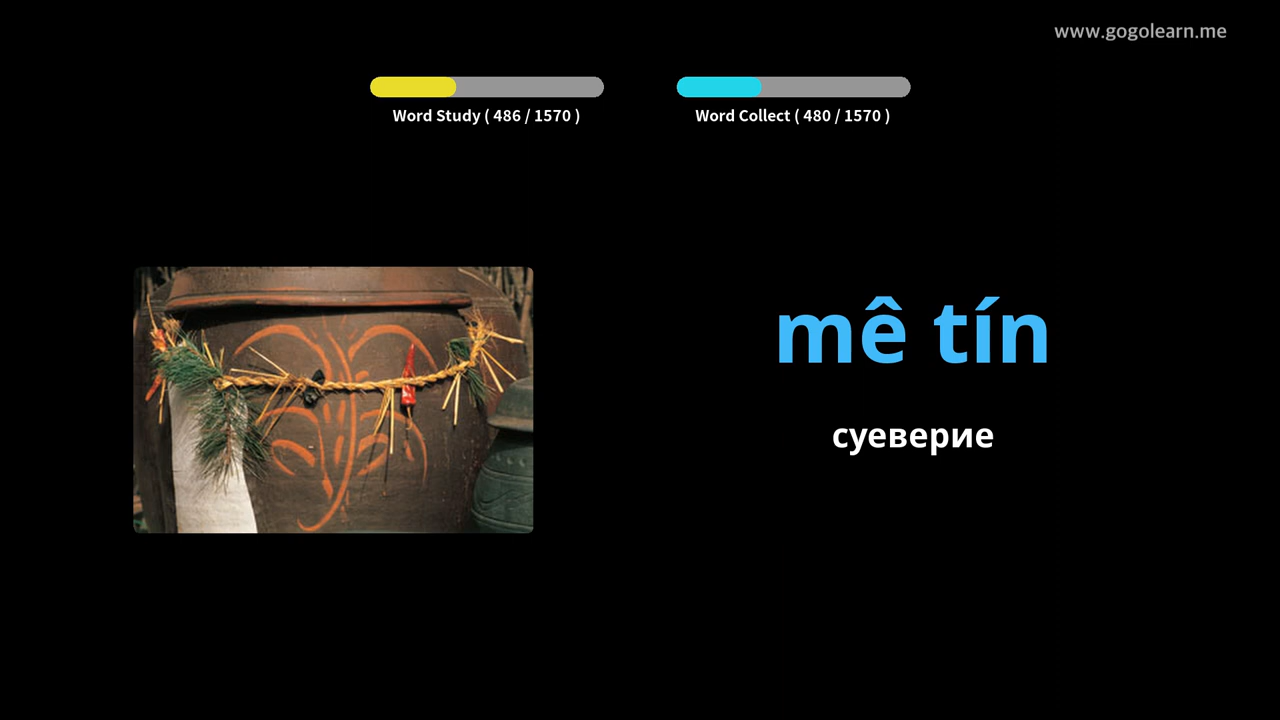 www.gogolearn.me
Word Study ( 486 / 1570 )
Word Collect ( 480 / 1570 )
mê tín
суеверие